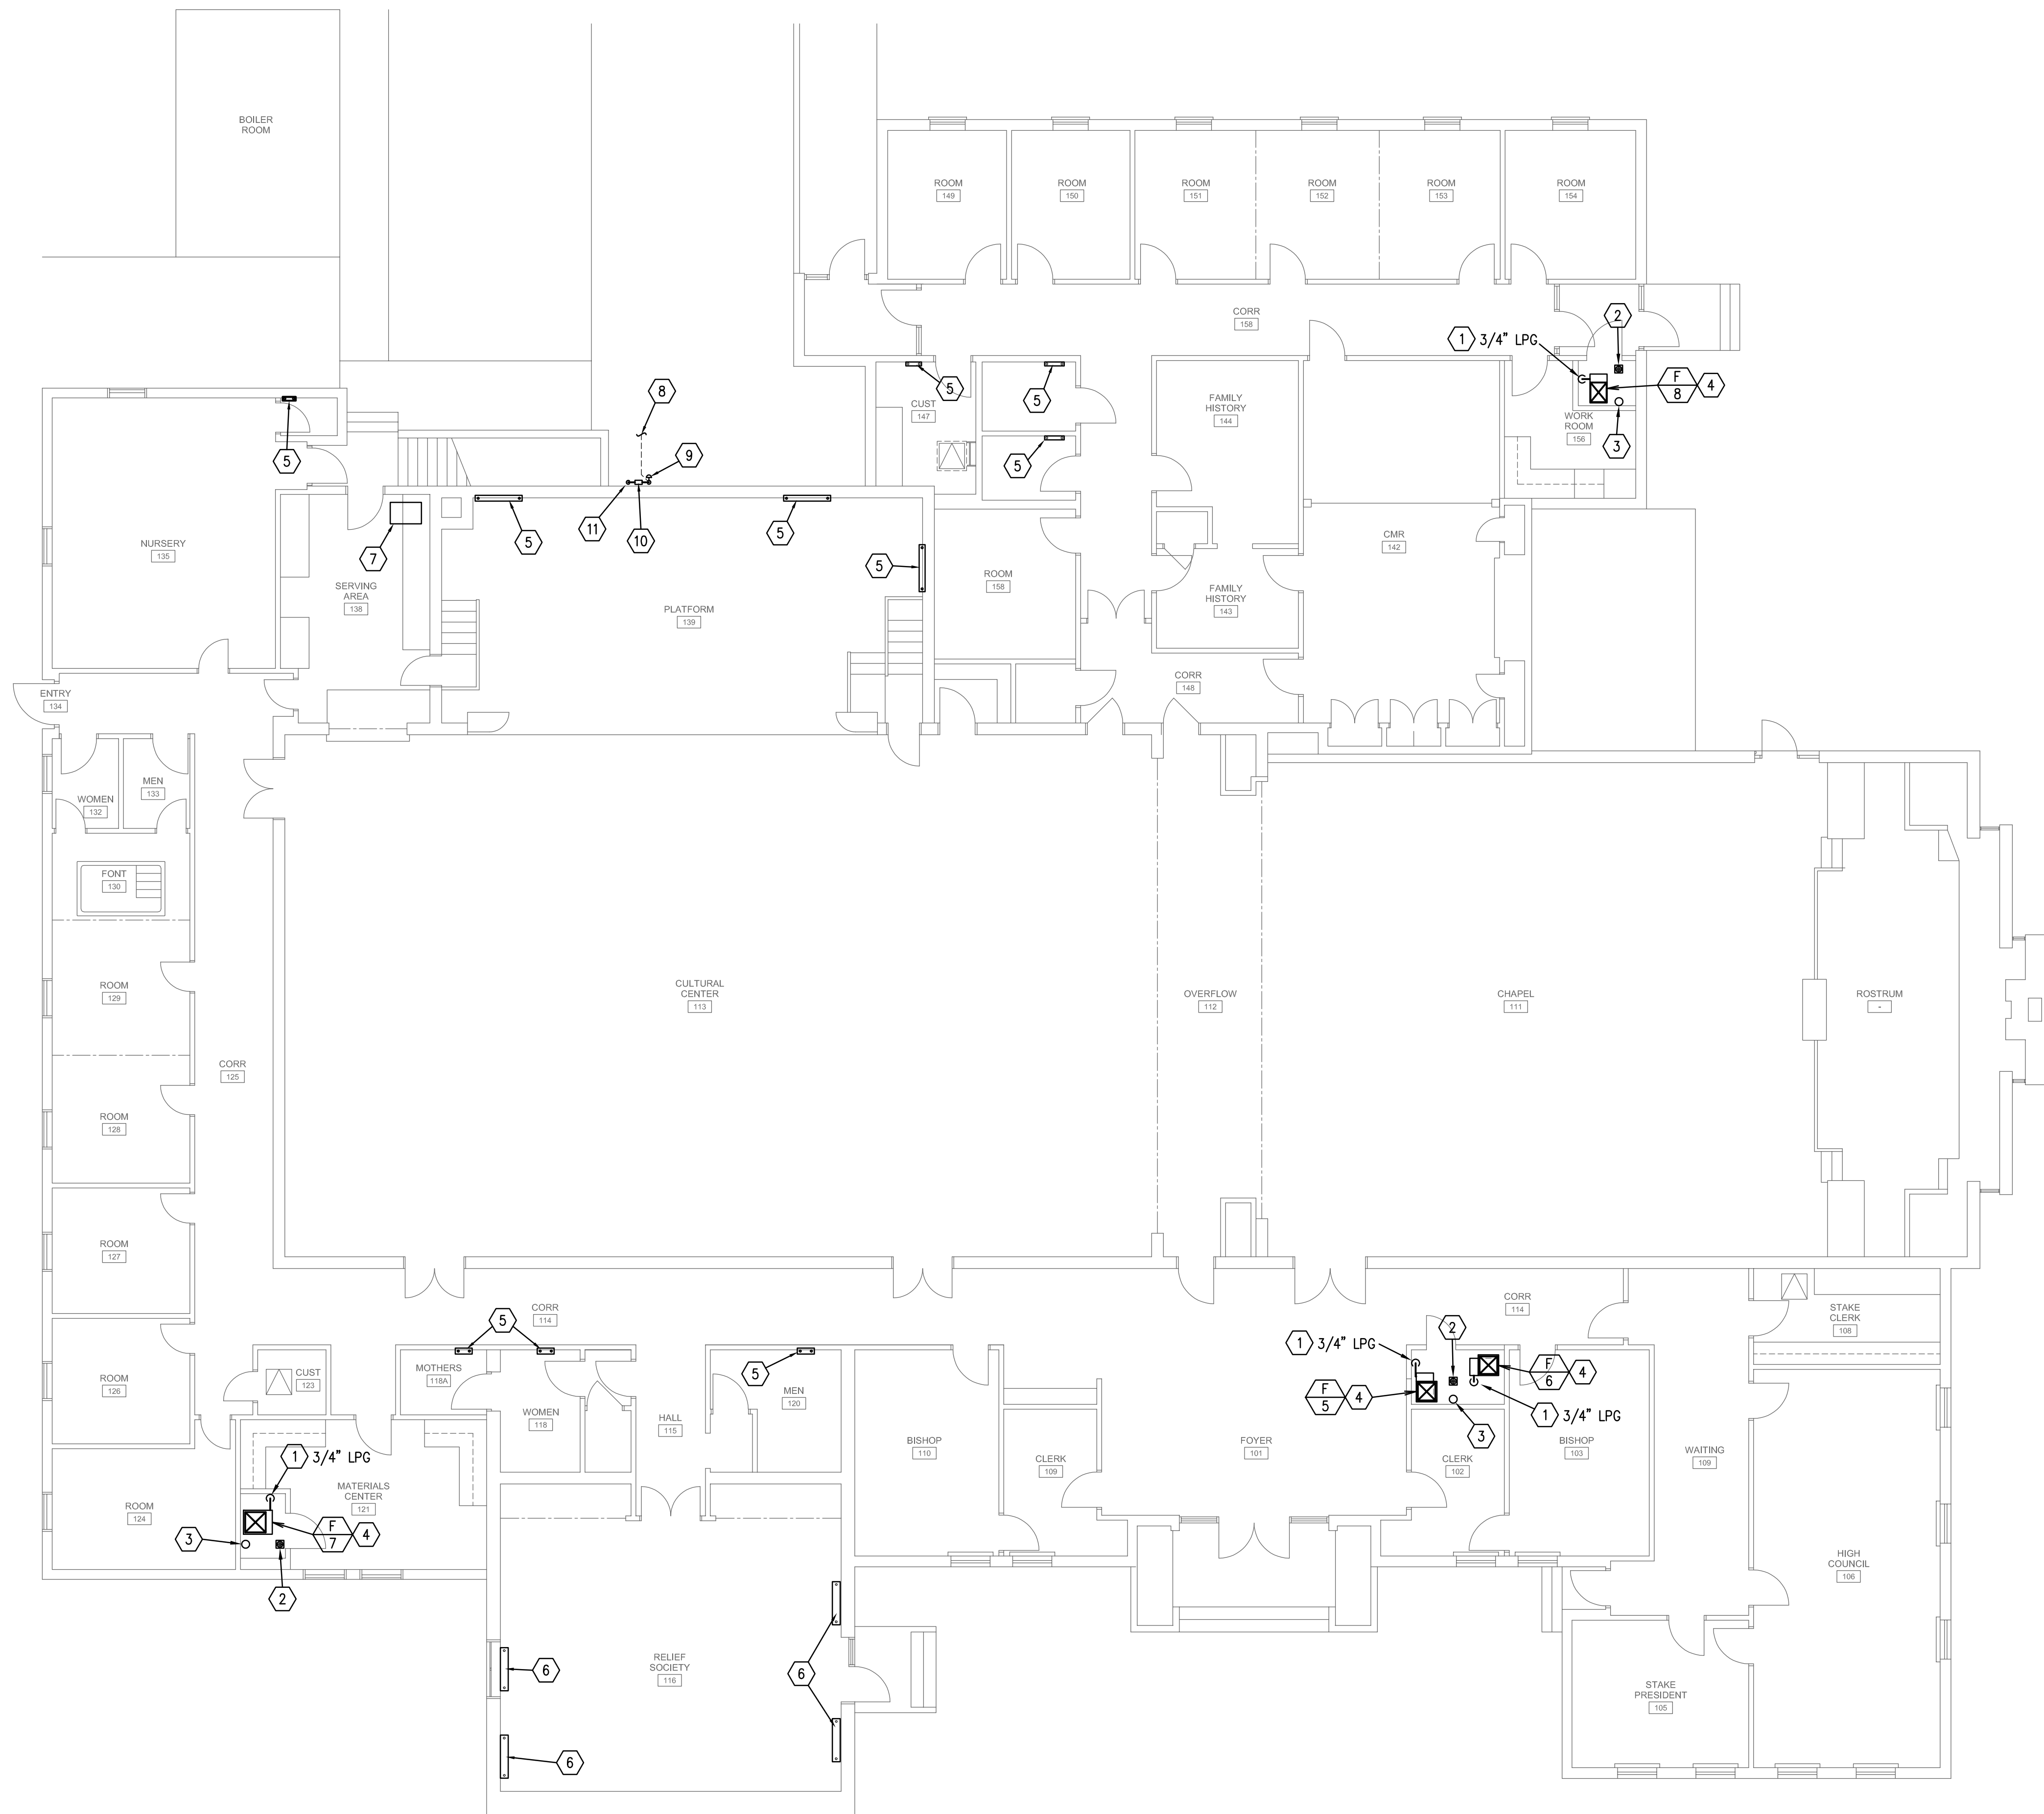 BOILER
ROOM
ROOM
149
ROOM
150
ROOM
151
ROOM
152
ROOM
153
ROOM
154
CORR
158
2
1 3/4" LPG
F
8
4
3
WORK
ROOM
156
5
CUST
147
5
5
FAMILY
HISTORY
144
8
9
5
11
10
5
5
5
7
NURSERY
135
SERVING
AREA
138
PLATFORM
139
ROOM
158
FAMILY
HISTORY
143
CMR
142
CORR
148
ENTRY
134
WOMEN
132
MEN
133
FONT
130
ROOM
129
CULTURAL
CENTER
113
OVERFLOW
112
CHAPEL
111
ROSTRUM
-
CORR
125
ROOM
128
ROOM
127
CORR
114
5
CORR
114
STAKE
CLERK
108
2
1 3/4" LPG
F
6
4
F
5
4
1 3/4" LPG
3
MOTHERS
118A
5
MEN
120
CUST
123
ROOM
126
WOMEN
118
HALL
115
BISHOP
110
CLERK
109
FOYER
101
CLERK
102
BISHOP
103
WAITING
109
1 3/4" LPG
MATERIALS
CENTER
121
ROOM
124
F
7
4
3
2
HIGH
COUNCIL
106
RELIEF
SOCIETY
116
6
6
6
STAKE
PRESIDENT
105